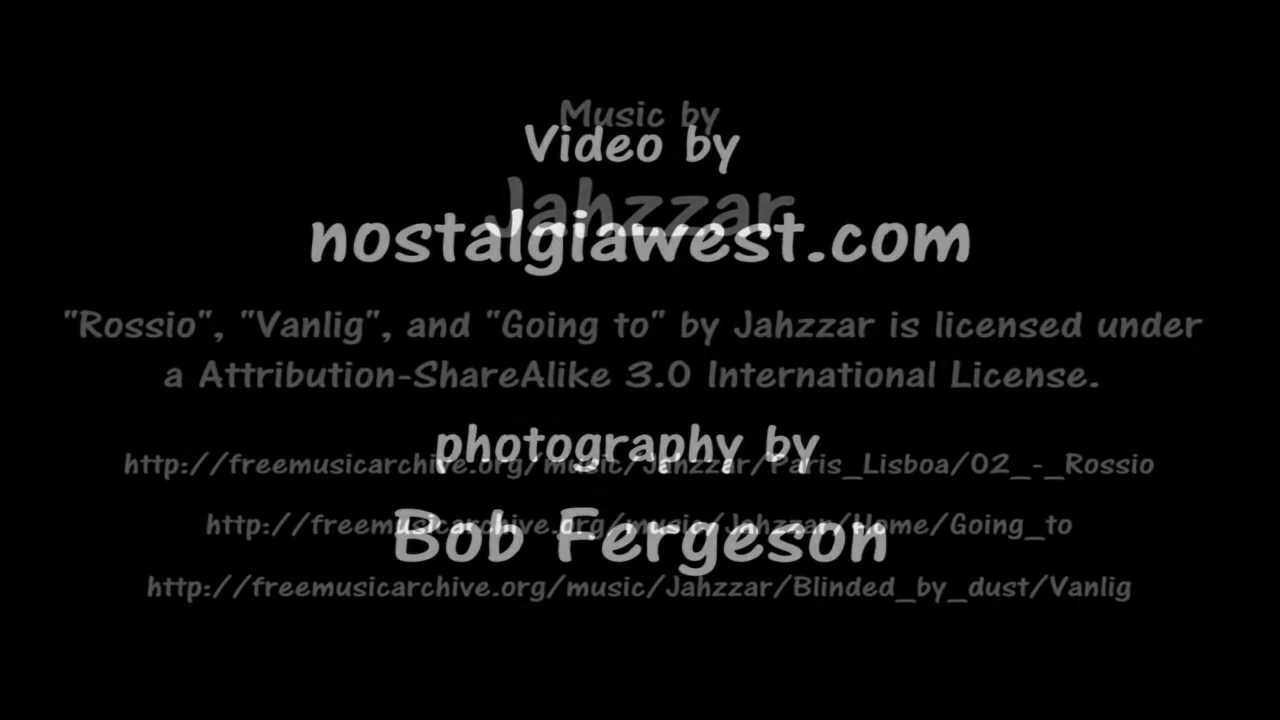 Music by
Video by
Jahzzar
nostalgiawest.com
"Rossio", "Vanlig", and "Going to" by Jahzzar is licensed under
a Attribution-ShareAlike 3.0 International License.
photography by
http://freemusicarchive.org/music/Jahzzar/Paris_Lisboa/02_-_Rossio
http://freemusicarchive.org/music/Jahzzar/Home/Going_to
Bob Fergeson
http://freemusicarchive.org/music/Jahzzar/Blinded_by_dust/Vanlig